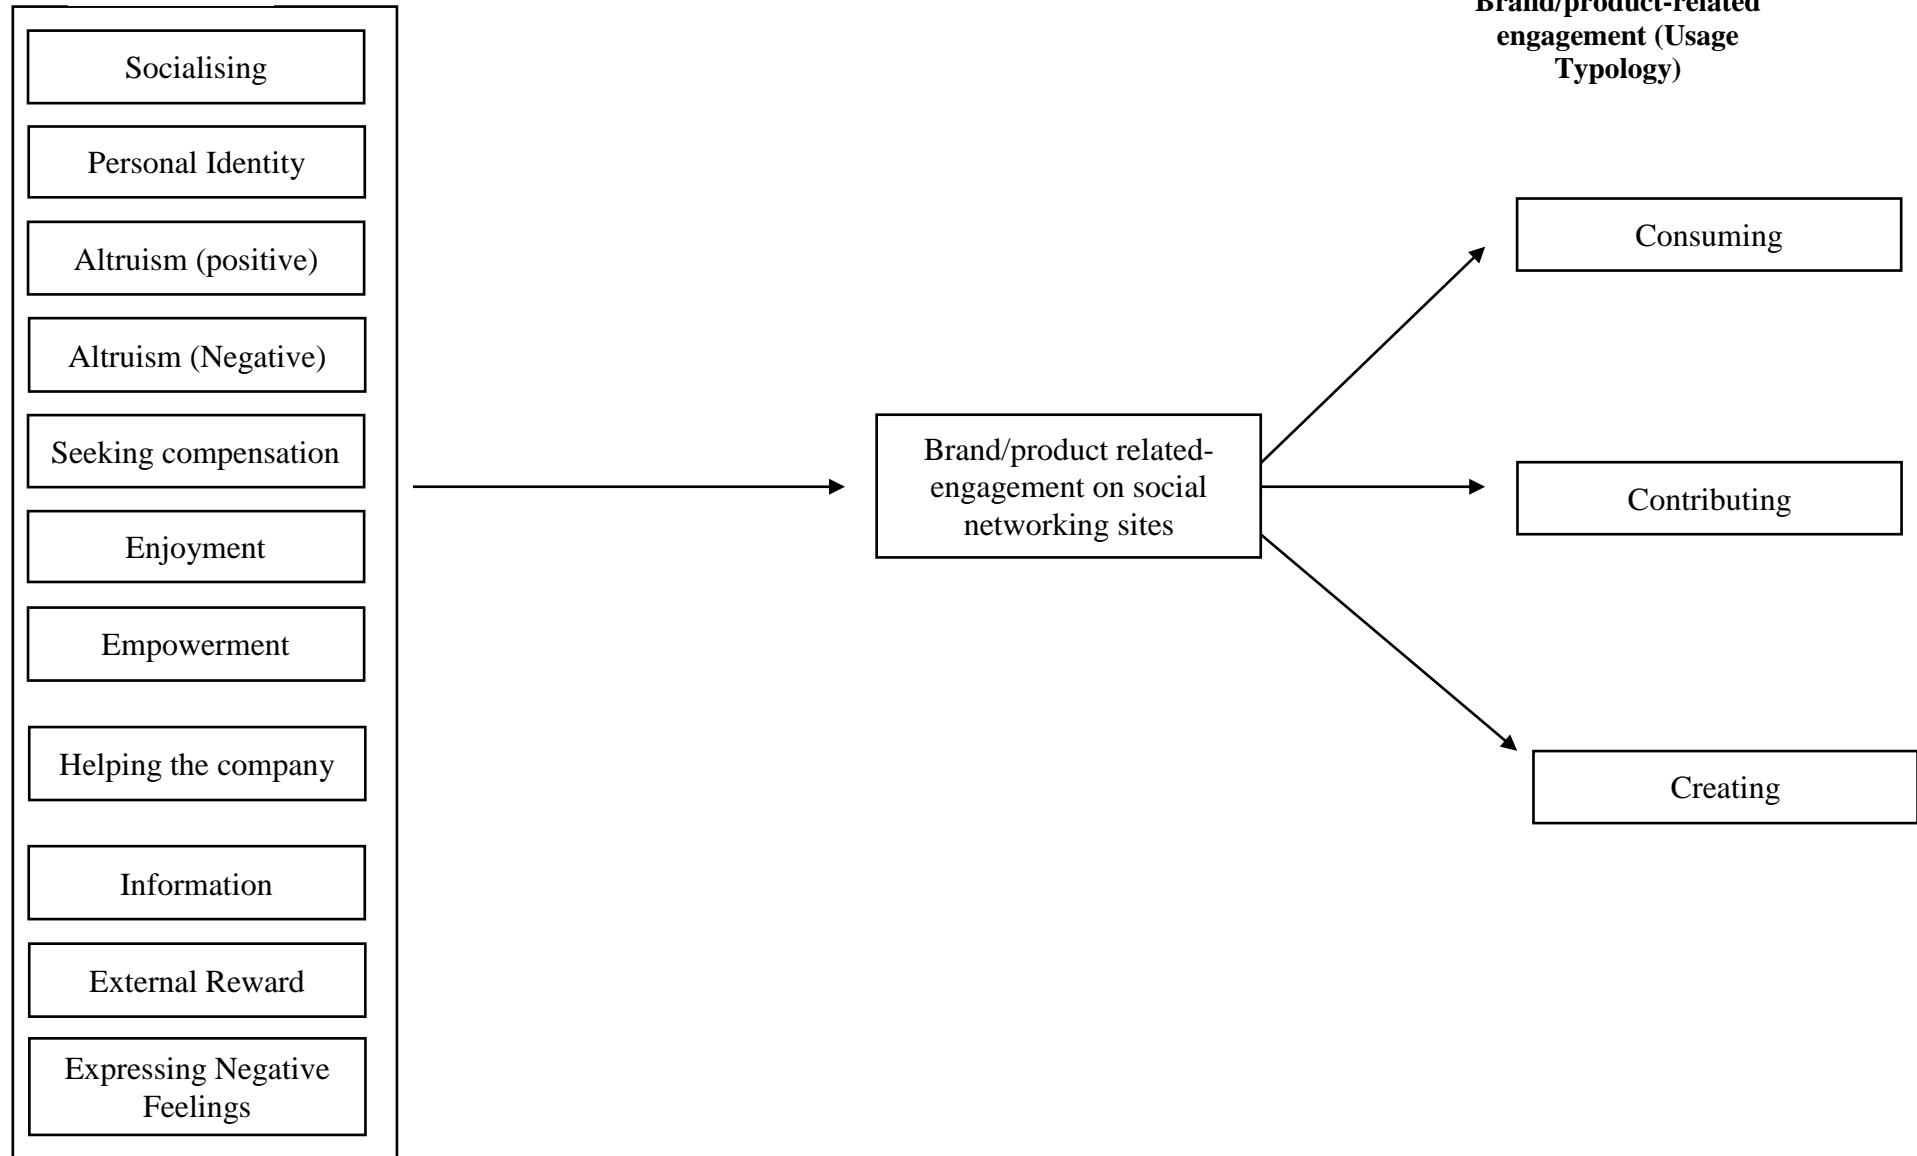 Brand/product-related
engagement (Usage
Typology)
Socialising
Personal Identity
Altruism (positive)
Altruism (Negative)
Seeking compensation
Enjoyment
Empowerment
Helping the company
Information
External Reward
Expressing Negative
Feelings
Brand/product related-
engagement on social
networking sites
Consuming
Contributing
Creating